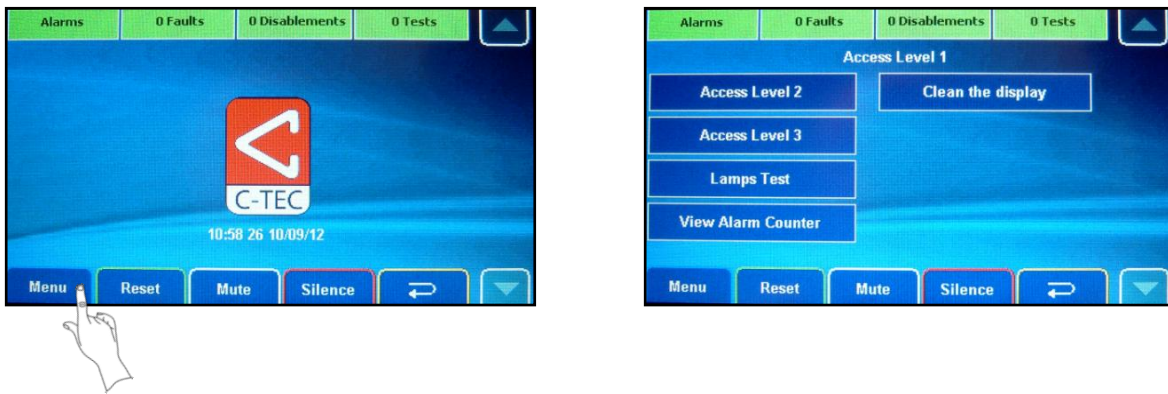 Alarms 0 Faults 0 Disablements 0 Tests
C-TEC
10:58 26 10/09/12
Menu Reset Mute Silence
Alarms 0 Faults 0 Disablements 0 Tests
Access Level 1
Access Level 2 Clean the display
Access Level 3
Lamps Test
View Alarm Counter
Menu Reset Mute Silence